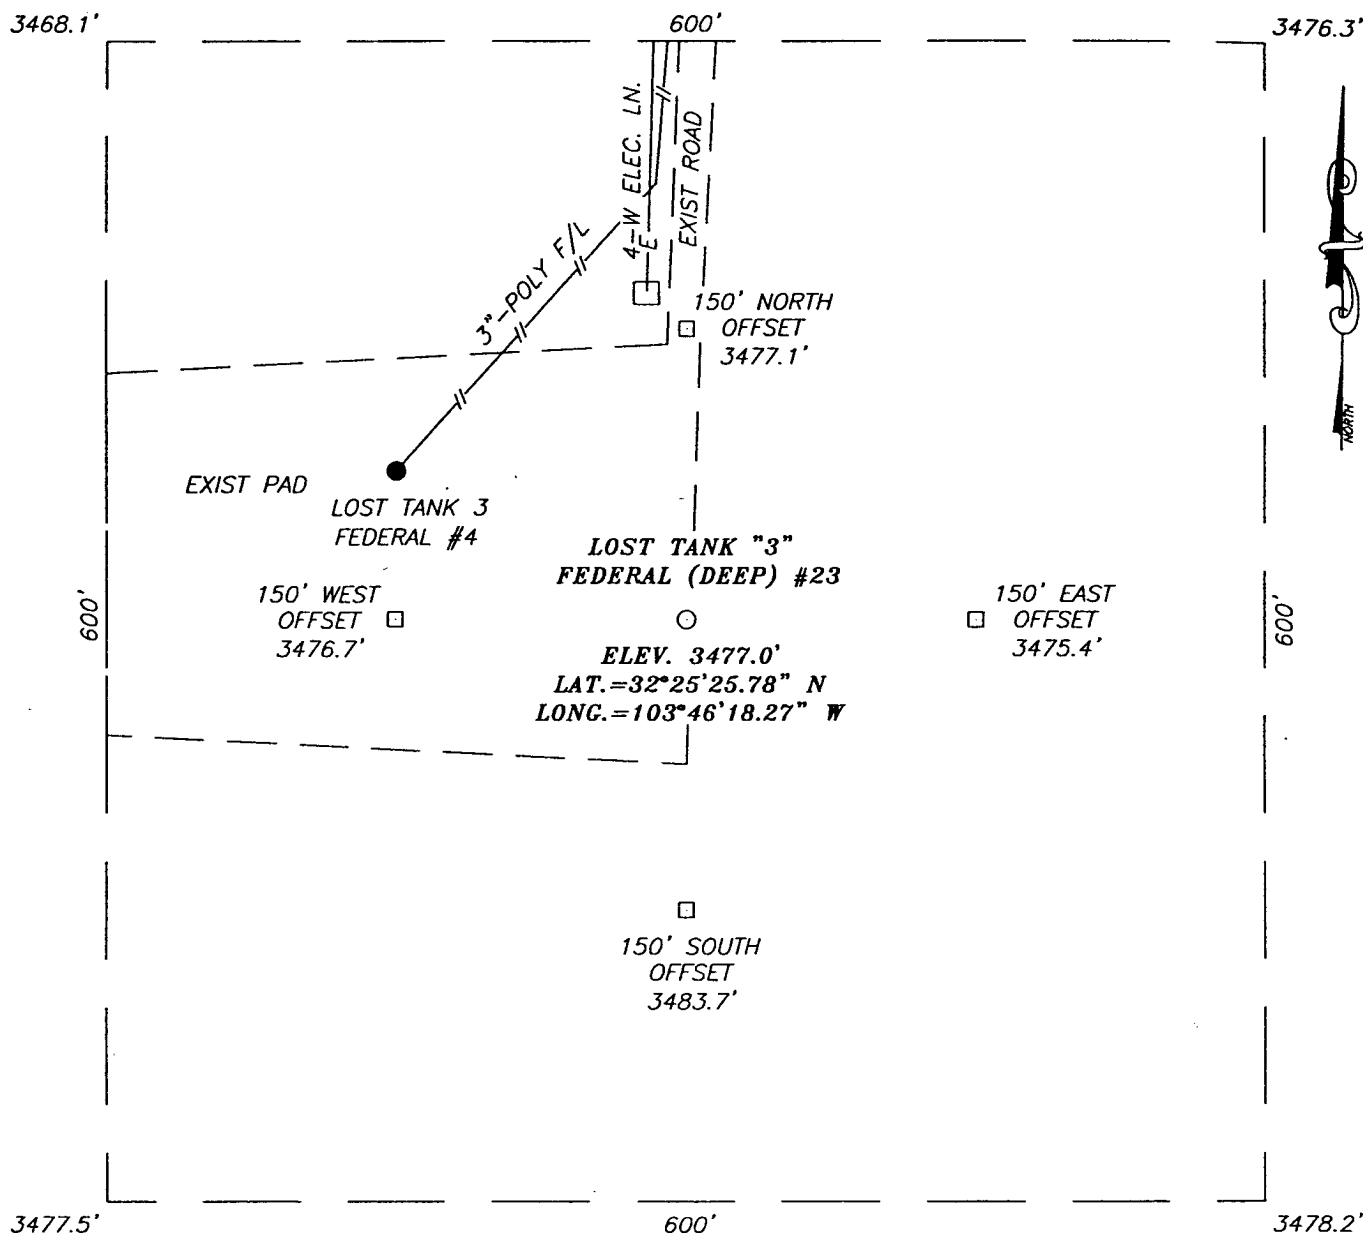 3468.1'
600'
3476.3'
4-W ELEC. LN.
E
EXIST ROAD
3"-POLY F/L
NORTH
150' NORTH
OFFSET
3477.1'
EXIST PAD
LOST TANK 3
FEDERAL #4
LOST TANK "3"
FEDERAL (DEEP) #23
600'
150' WEST
OFFSET
3476.7'
150' EAST
OFFSET
3475.4'
600'
ELEV. 3477.0'
LAT.=32°25'25.78" N
LONG.=103°46'18.27" W
150' SOUTH
OFFSET
3483.7'
3477.5'
600'
3478.2'